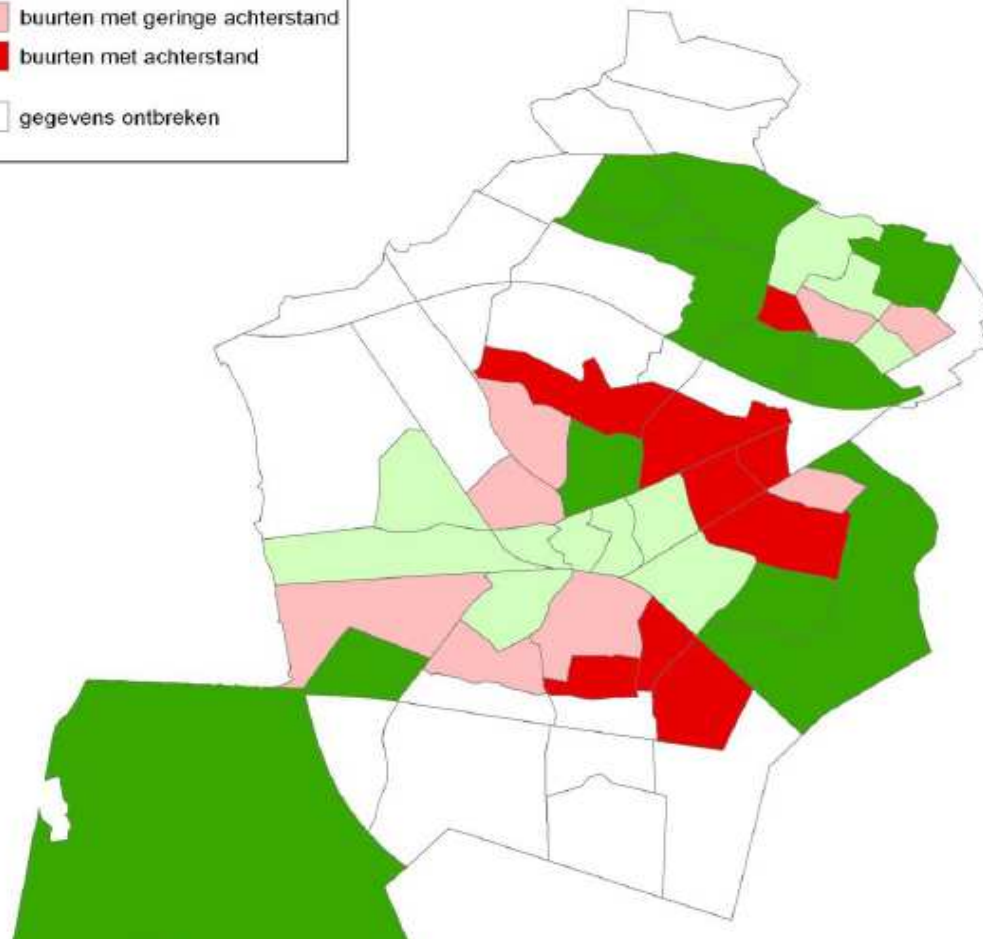 buurten met geringe achterstand
buurten met achterstand
gegevens ontbreken